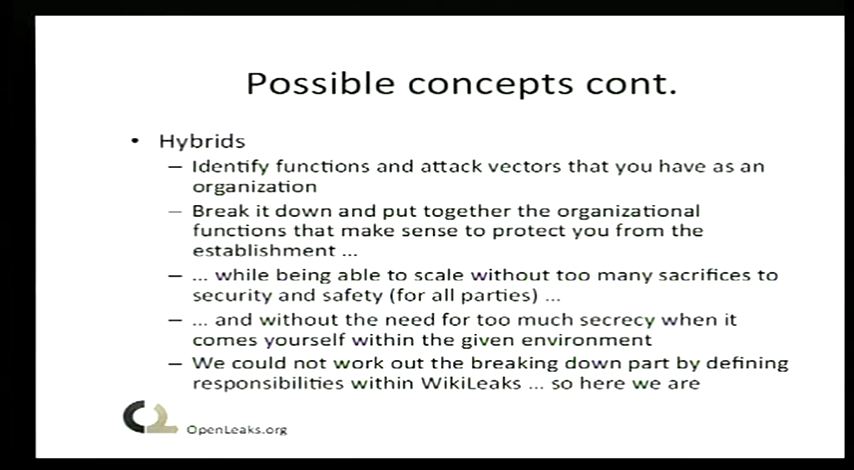 Possible concepts cont.
• Hybrids
– Identify functions and attack vectors that you have as an
organization
– Break it down and put together the organizational
functions that make sense to protect you from the
establishment ...
– ... while being able to scale without too many sacrifices to
security and safety (for all parties) ...
– ... and without the need for too much secrecy when it
comes yourself within the given environment
– We could not work out the breaking down part by defining
responsibilities within WikiLeaks ... so here we are
OpenLeaks.org